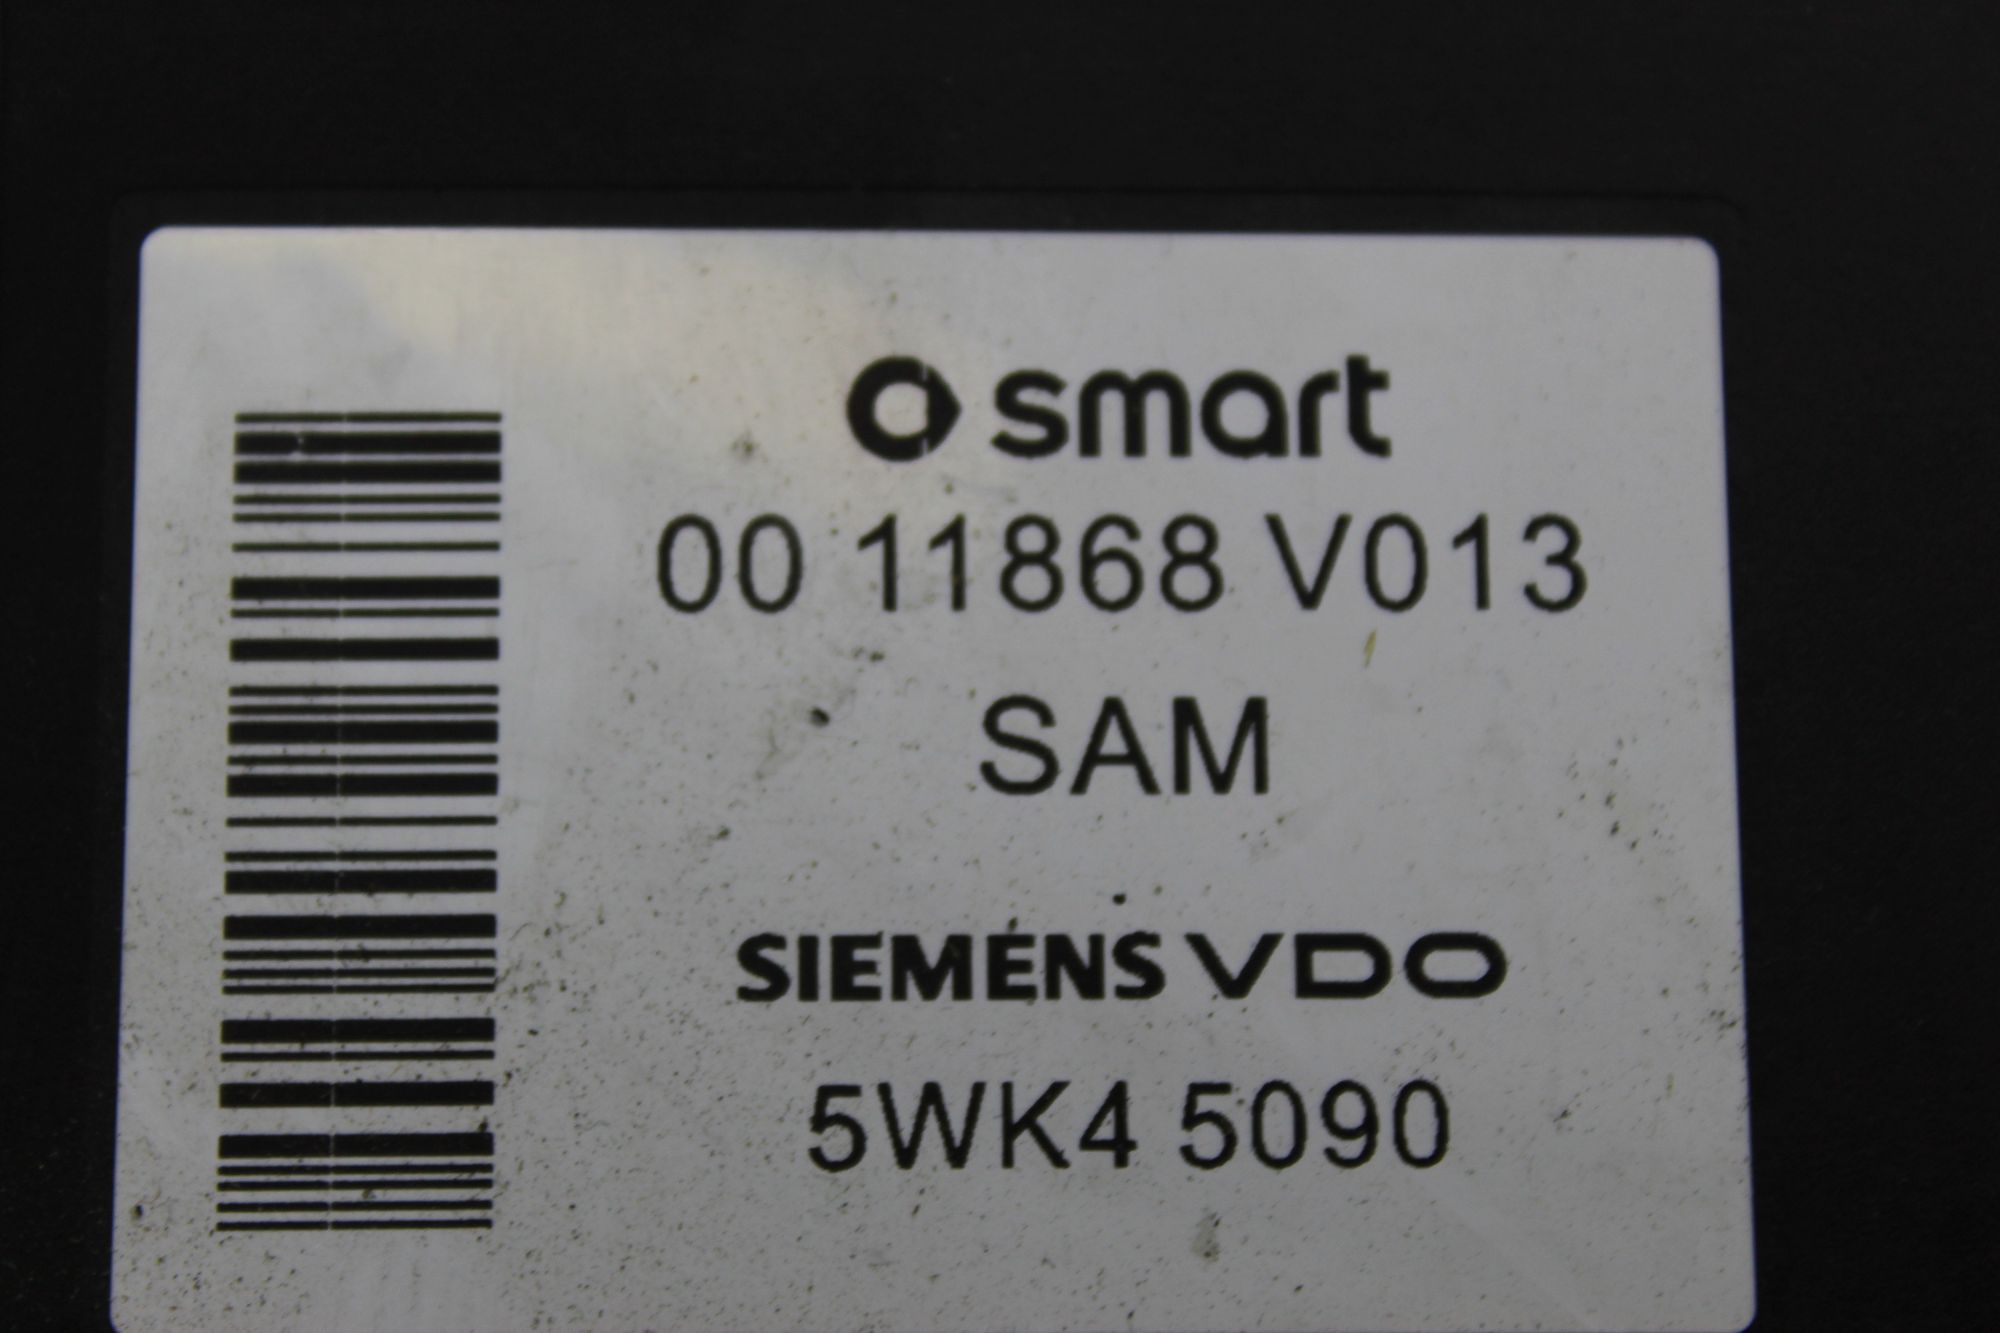 smart
00 11868 V013
SAM
SIEMENS VDO
5WK4 5090